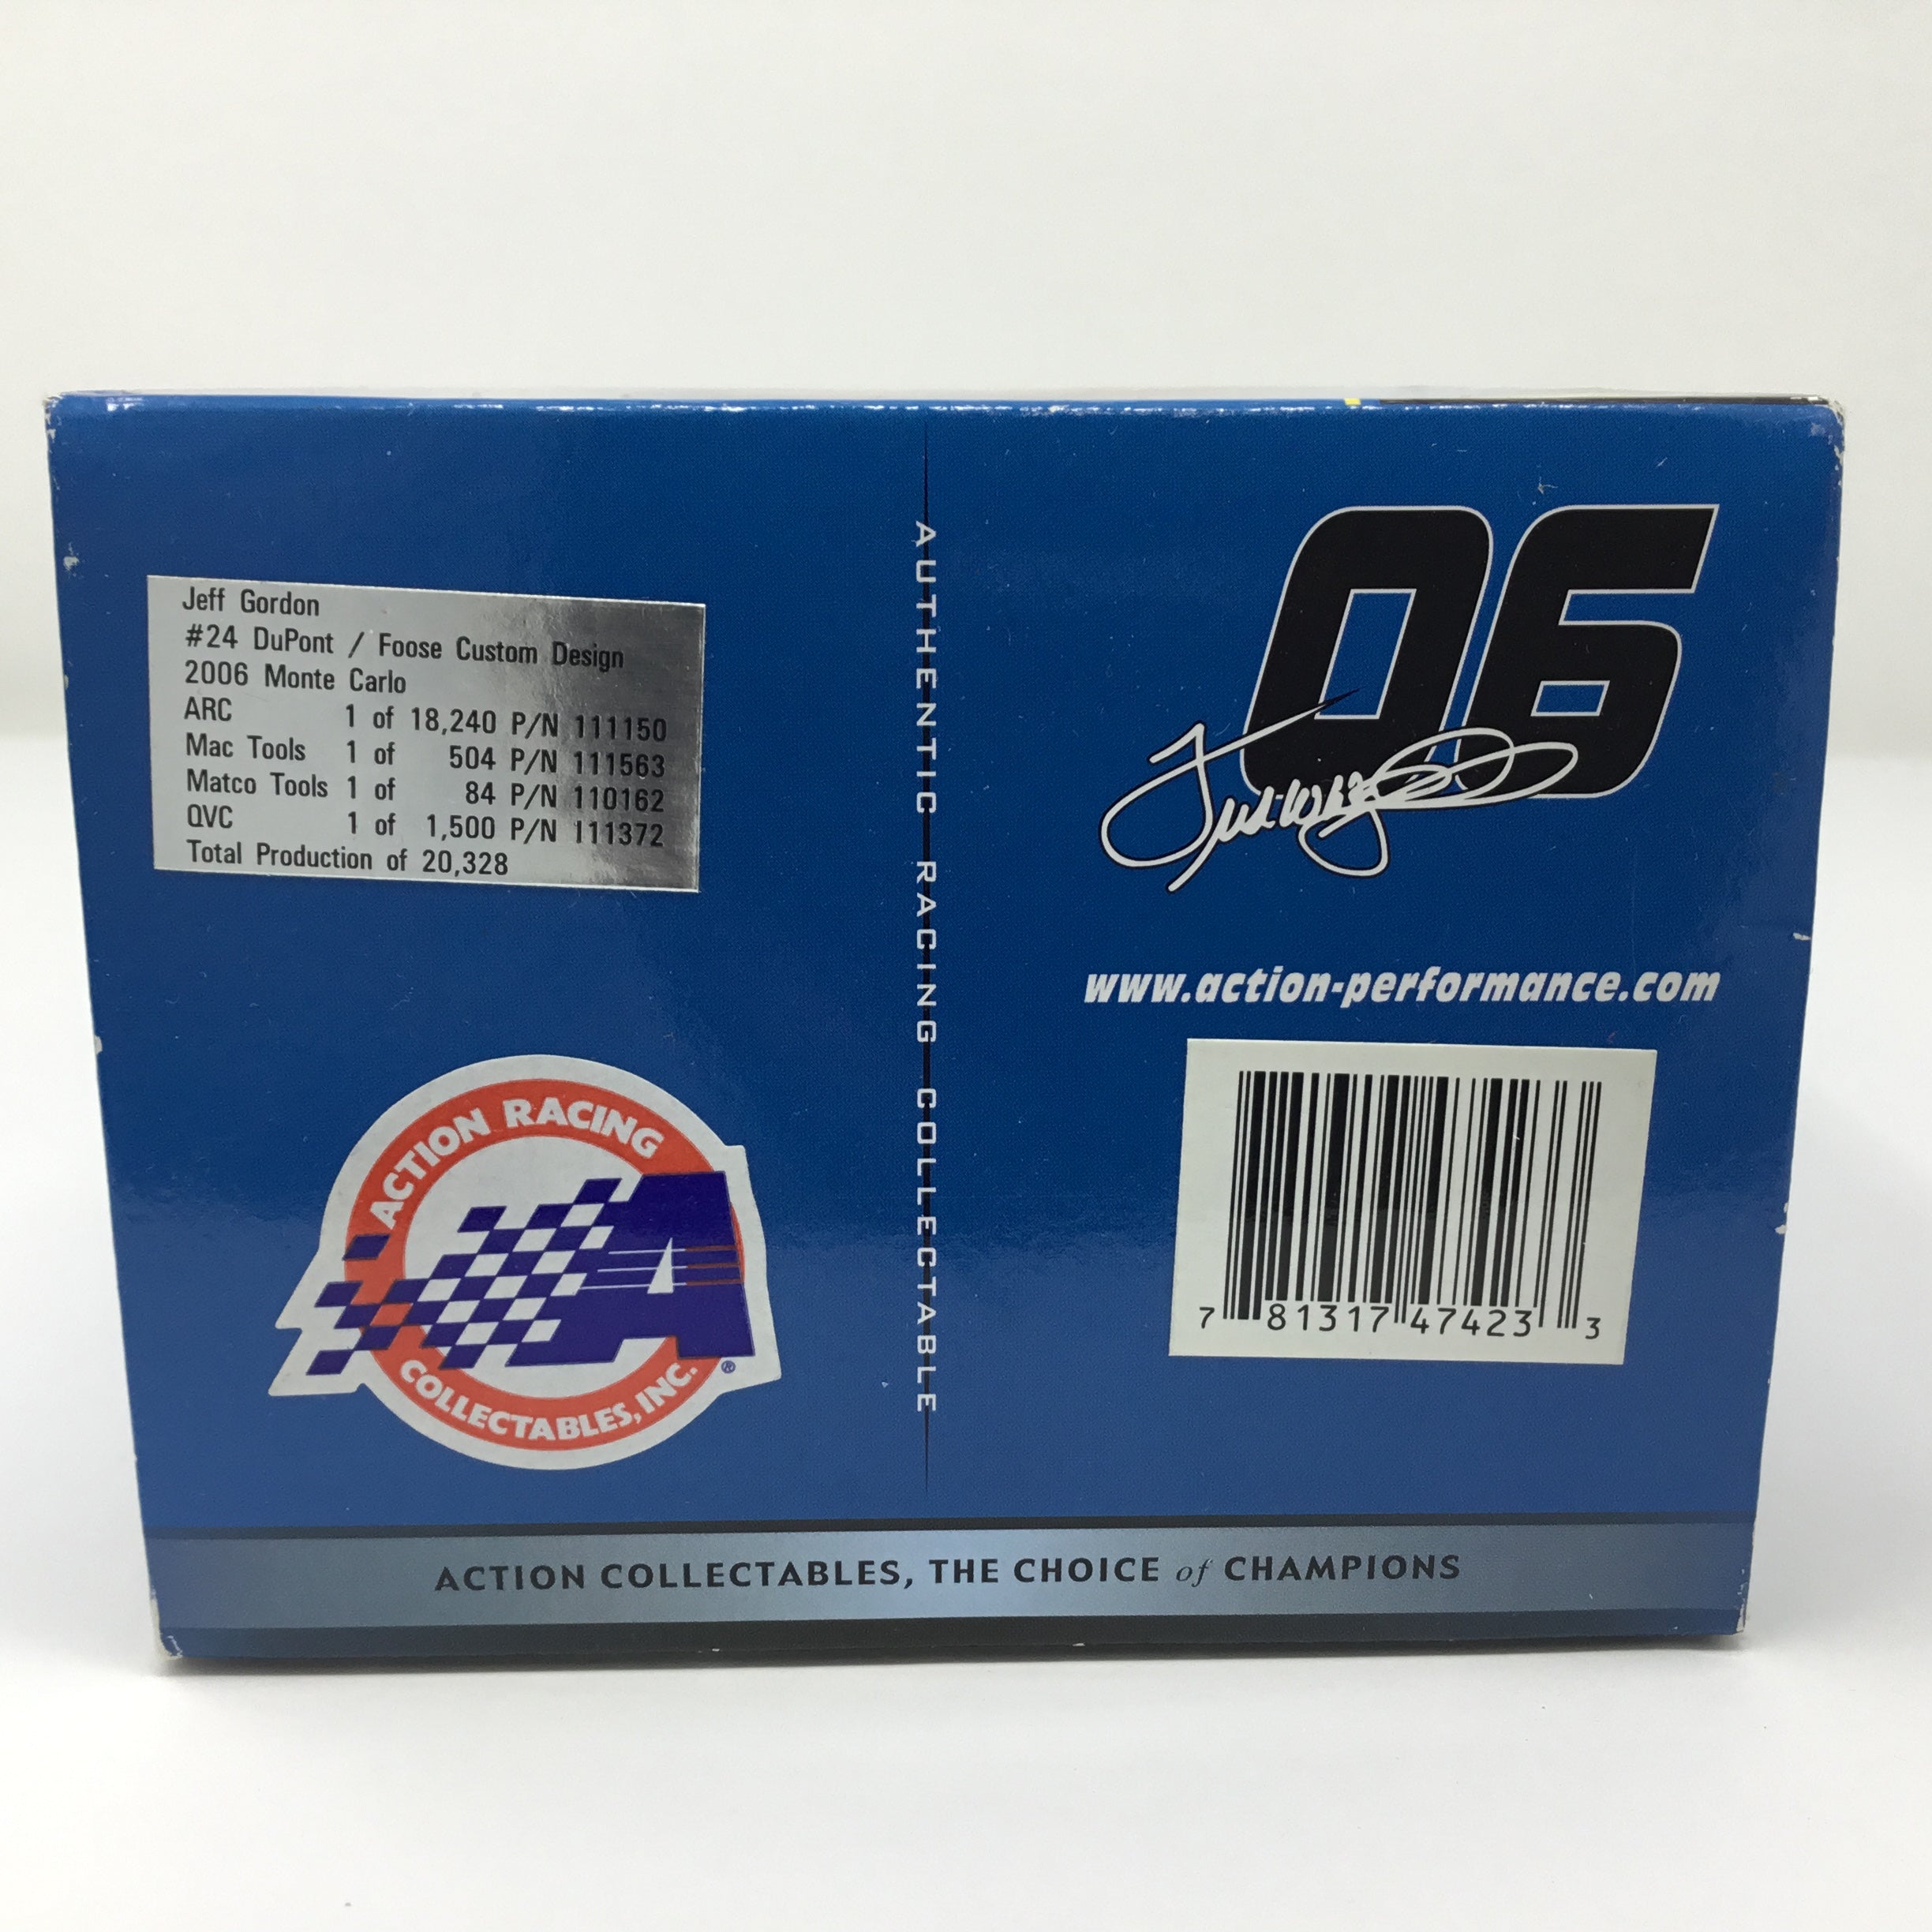 Jeff Gordon
#24 DuPont / Foose Custom Design
2006 Monte Carlo
ARC 1 of 18,240 P/N 111150
Mac Tools 1 of 504 P/N 111563
Matco Tools 1 of 84 P/N 110162
QVC 1 of 1,500 P/N 111372
Total Production of 20,328
ACTION RACING
A
COLLECTABLES, INC.
®
AUTHENTIC RACING COLLECTABLE
06
www.action-performance.com
7 81317 47423 3
ACTION COLLECTABLES, THE CHOICE of CHAMPIONS